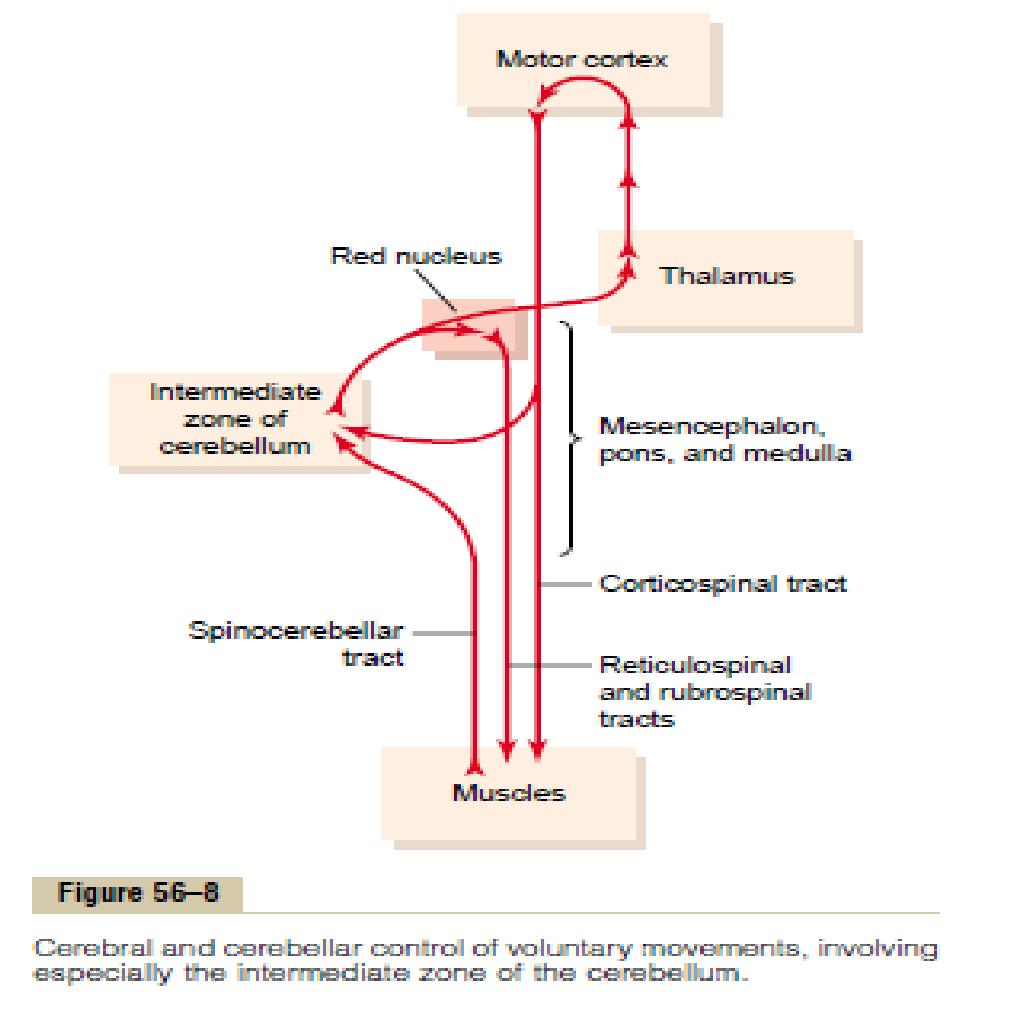 Motor cortex
Red nucleus
Thalamus
Intermediate
zone of
cerebellum
Mesencephalon,
pons, and medulla
Corticospinal tract
Spinocerebellar
tract
Reticulospinal
and rubrospinal
tracts
Muscles
Figure 56–8
Cerebral and cerebellar control of voluntary movements, involving
especially the intermediate zone of the cerebellum.